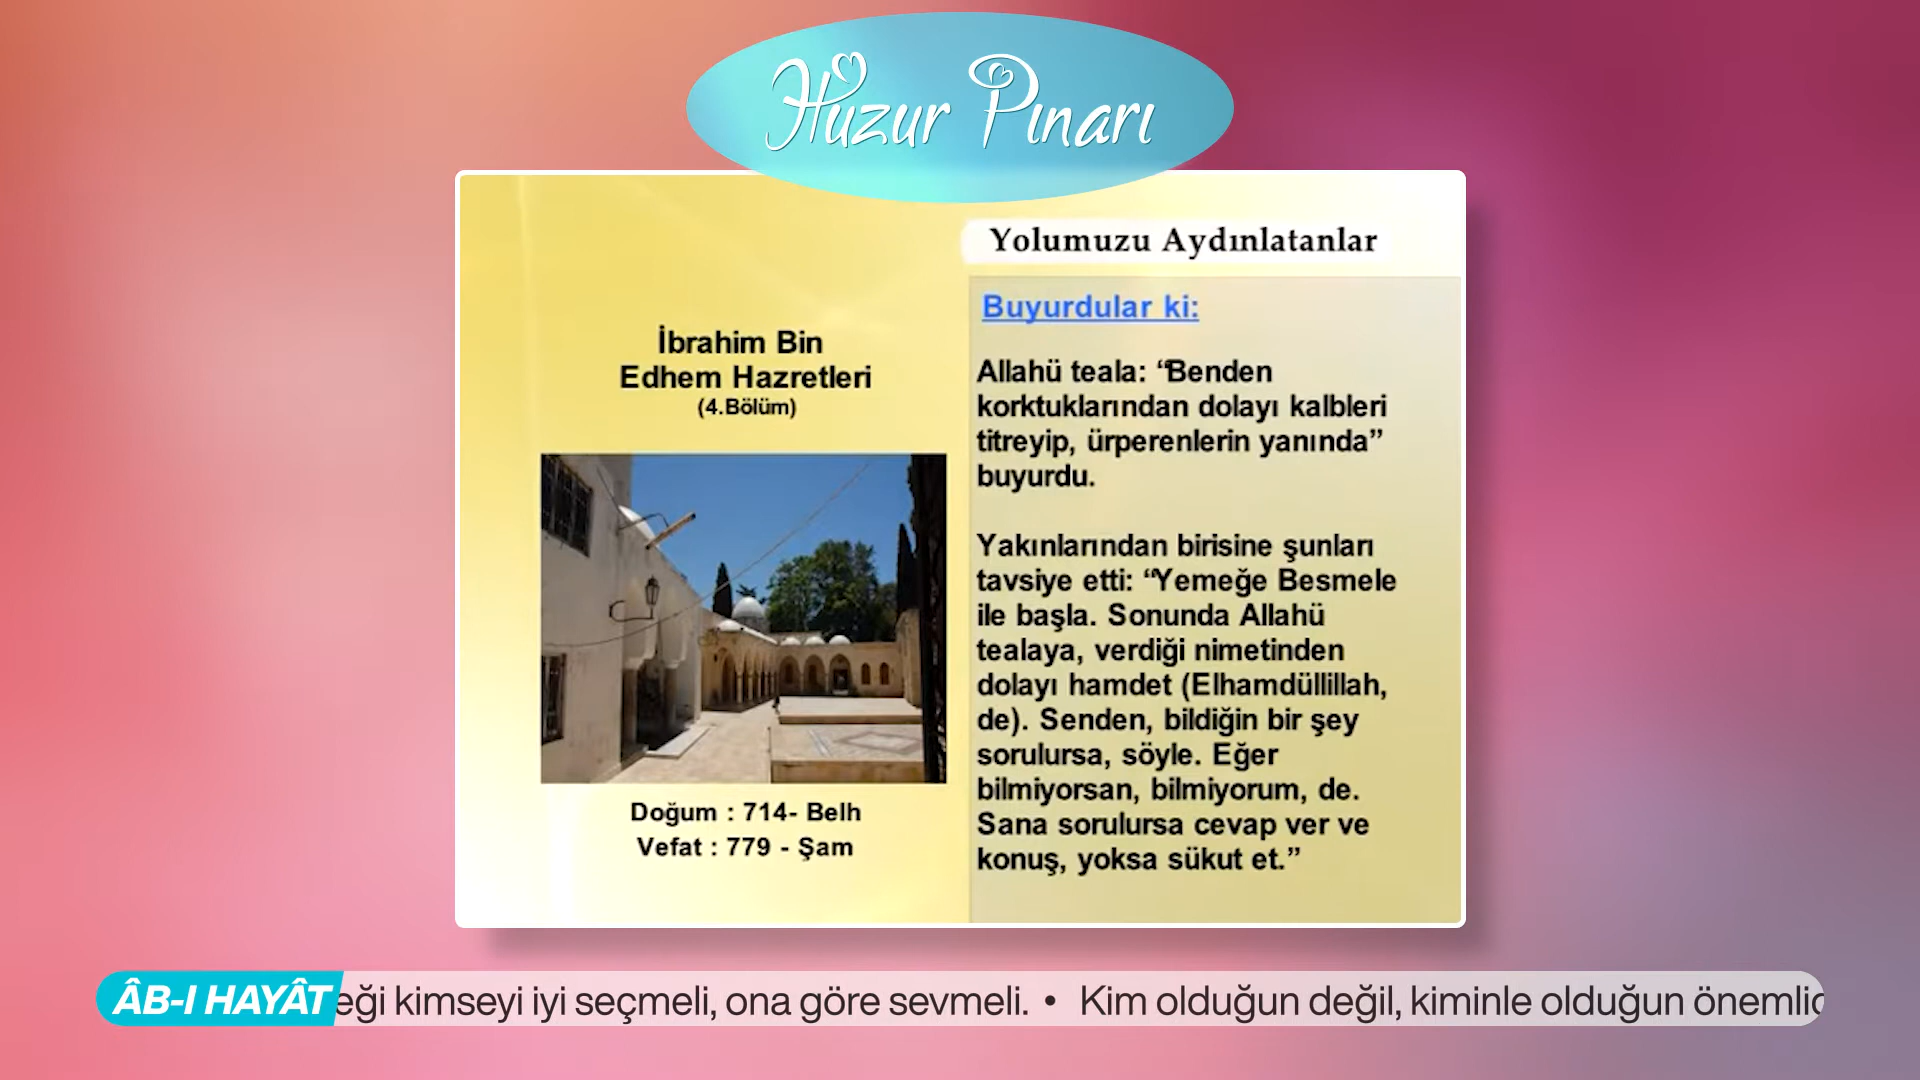 Huzur Pınarı
Yolumuzu Aydınlatanlar
İbrahim Bin
Edhem Hazretleri
(4.Bölüm)
Doğum : 714- Belh
Vefat : 779 - Şam
Buyurdular ki:
Allahü teala: “Benden
korktuklarından dolayı kalbleri
titreyip, ürperenlerin yanında”
buyurdu.
Yakınlarından birisine şunları
tavsiye etti: “Yemeğe Besmele
ile başla. Sonunda Allahü
tealaya, verdiği nimetinden
dolayı hamdet (Elhamdüllillah,
de). Senden, bildiğin bir şey
sorulursa, söyle. Eğer
bilmiyorsan, bilmiyorum, de.
Sana sorulursa cevap ver ve
konuş, yoksa sükut et.”
ÂB-I HAYÂT eği kimseyi iyi seçmeli, ona göre sevmeli. • Kim olduğun değil, kiminle olduğun